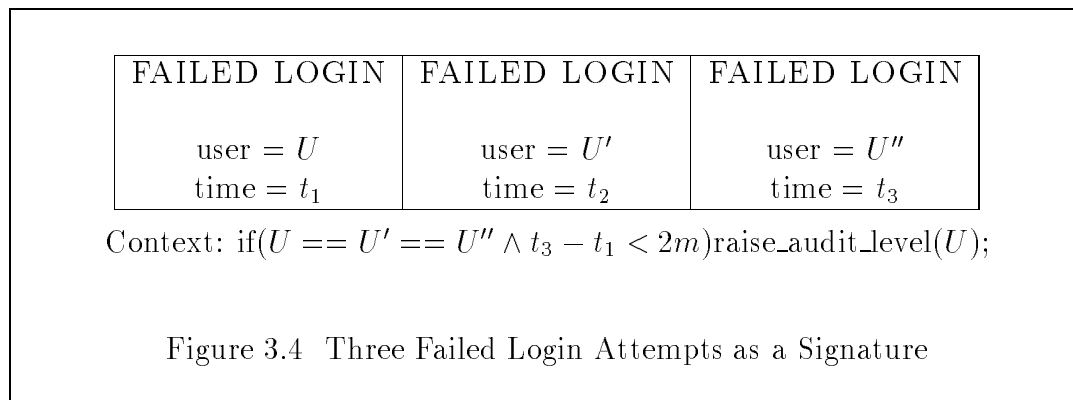 FAILED LOGIN FAILED LOGIN FAILED LOGIN
user = U user = U′ user = U″
time = t₁ time = t₂ time = t₃
Context: if(U == U′ == U″ ∧ t₃ − t₁ < 2m)raise_audit_level(U);
Figure 3.4 Three Failed Login Attempts as a Signature